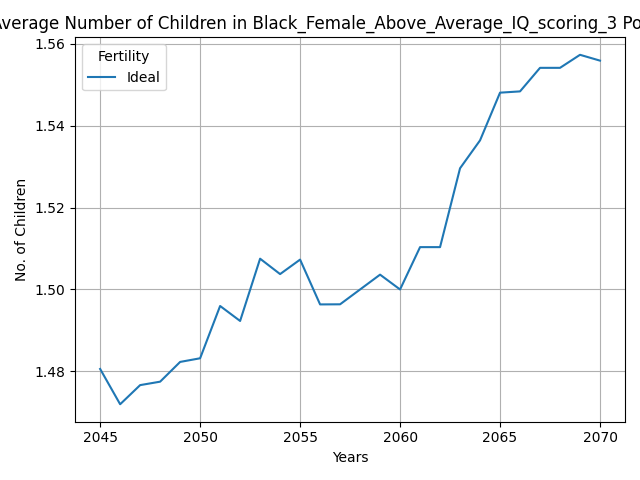 Average Number of Children in Black_Female_Above_Average_IQ_scoring_3 Po
1.56
Fertility
Ideal
1.54
1.52
1.50
1.48
No. of Children
2045 2050 2055 2060 2065 2070
Years